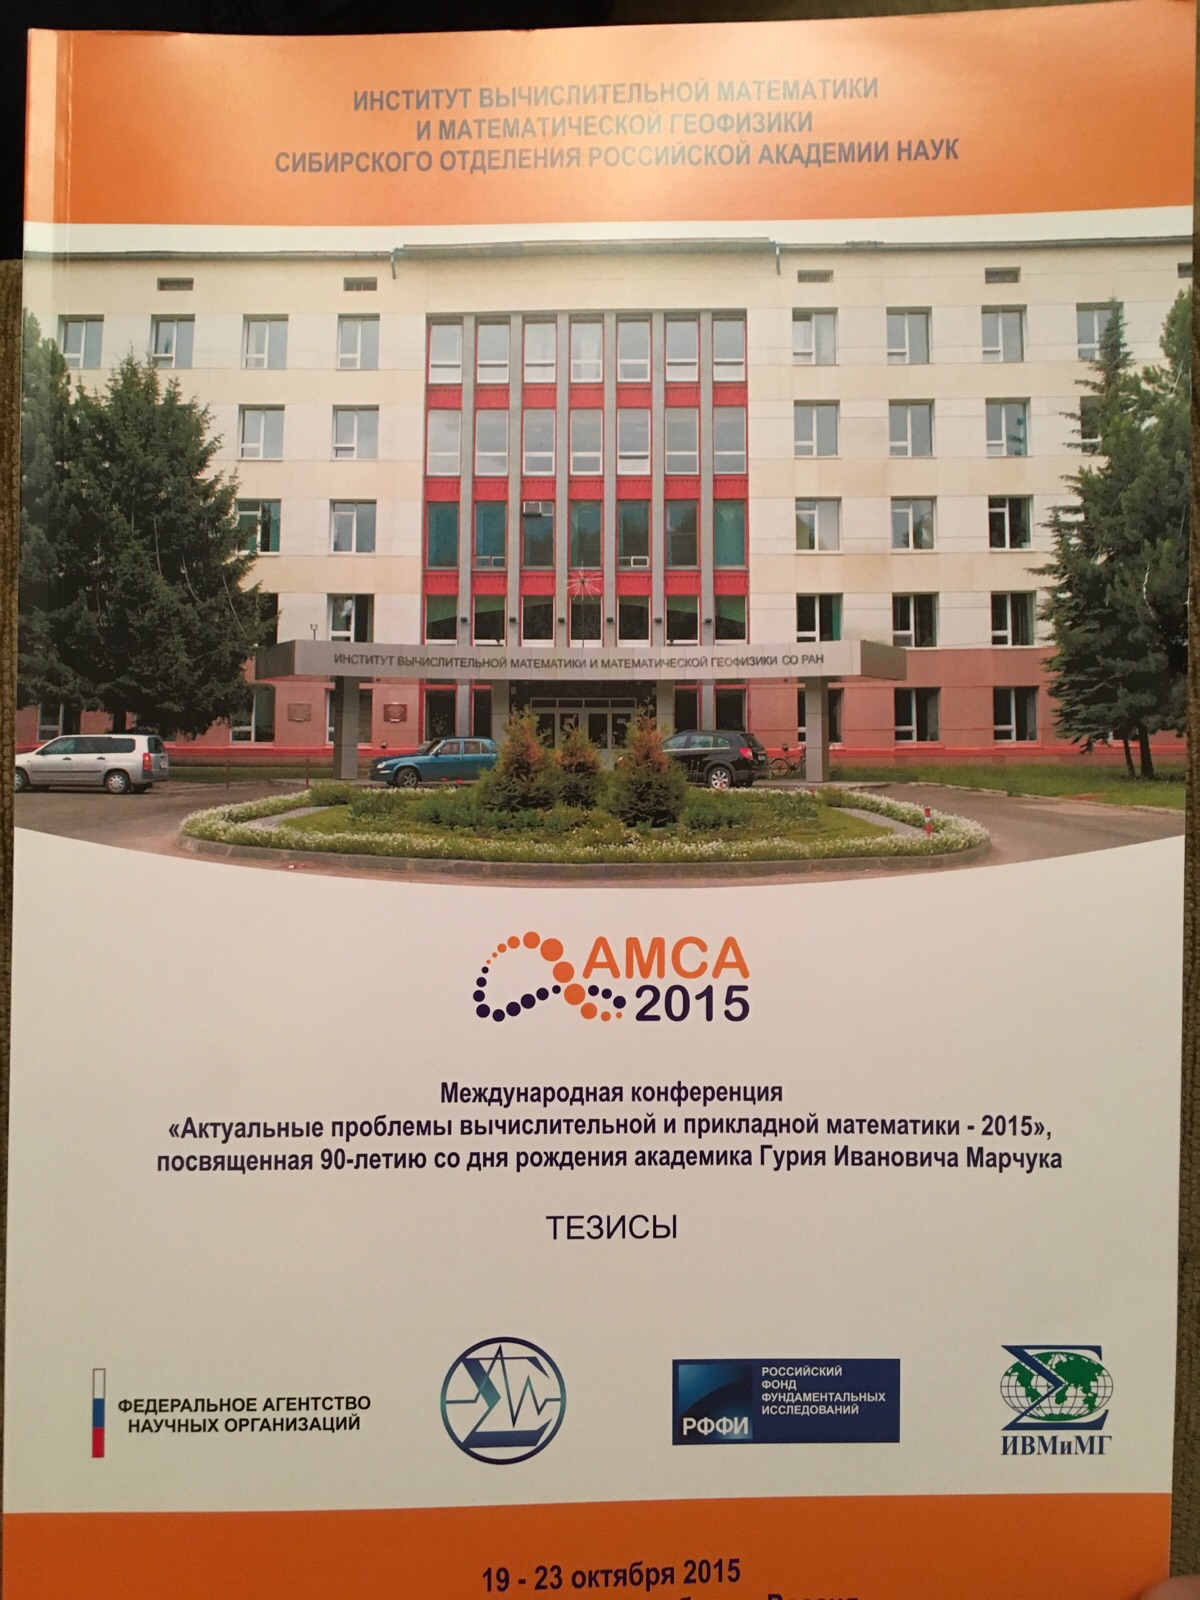 ИНСТИТУТ ВЫЧИСЛИТЕЛЬНОЙ МАТЕМАТИКИ
И МАТЕМАТИЧЕСКОЙ ГЕОФИЗИКИ
СИБИРСКОГО ОТДЕЛЕНИЯ РОССИЙСКОЙ АКАДЕМИИ НАУК
ИНСТИТУТ ВЫЧИСЛИТЕЛЬНОЙ МАТЕМАТИКИ И МАТЕМАТИЧЕСКОЙ ГЕОФИЗИКИ СО РАН
AMCA
2015
Международная конференция
«Актуальные проблемы вычислительной и прикладной математики - 2015»,
посвященная 90-летию со дня рождения академика Гурия Ивановича Марчука
ТЕЗИСЫ
ФЕДЕРАЛЬНОЕ АГЕНТСТВО
НАУЧНЫХ ОРГАНИЗАЦИЙ
РФФИ
РОССИЙСКИЙ
ФОНД
ФУНДАМЕНТАЛЬНЫХ
ИССЛЕДОВАНИЙ
ИВМиМГ
19 - 23 октября 2015